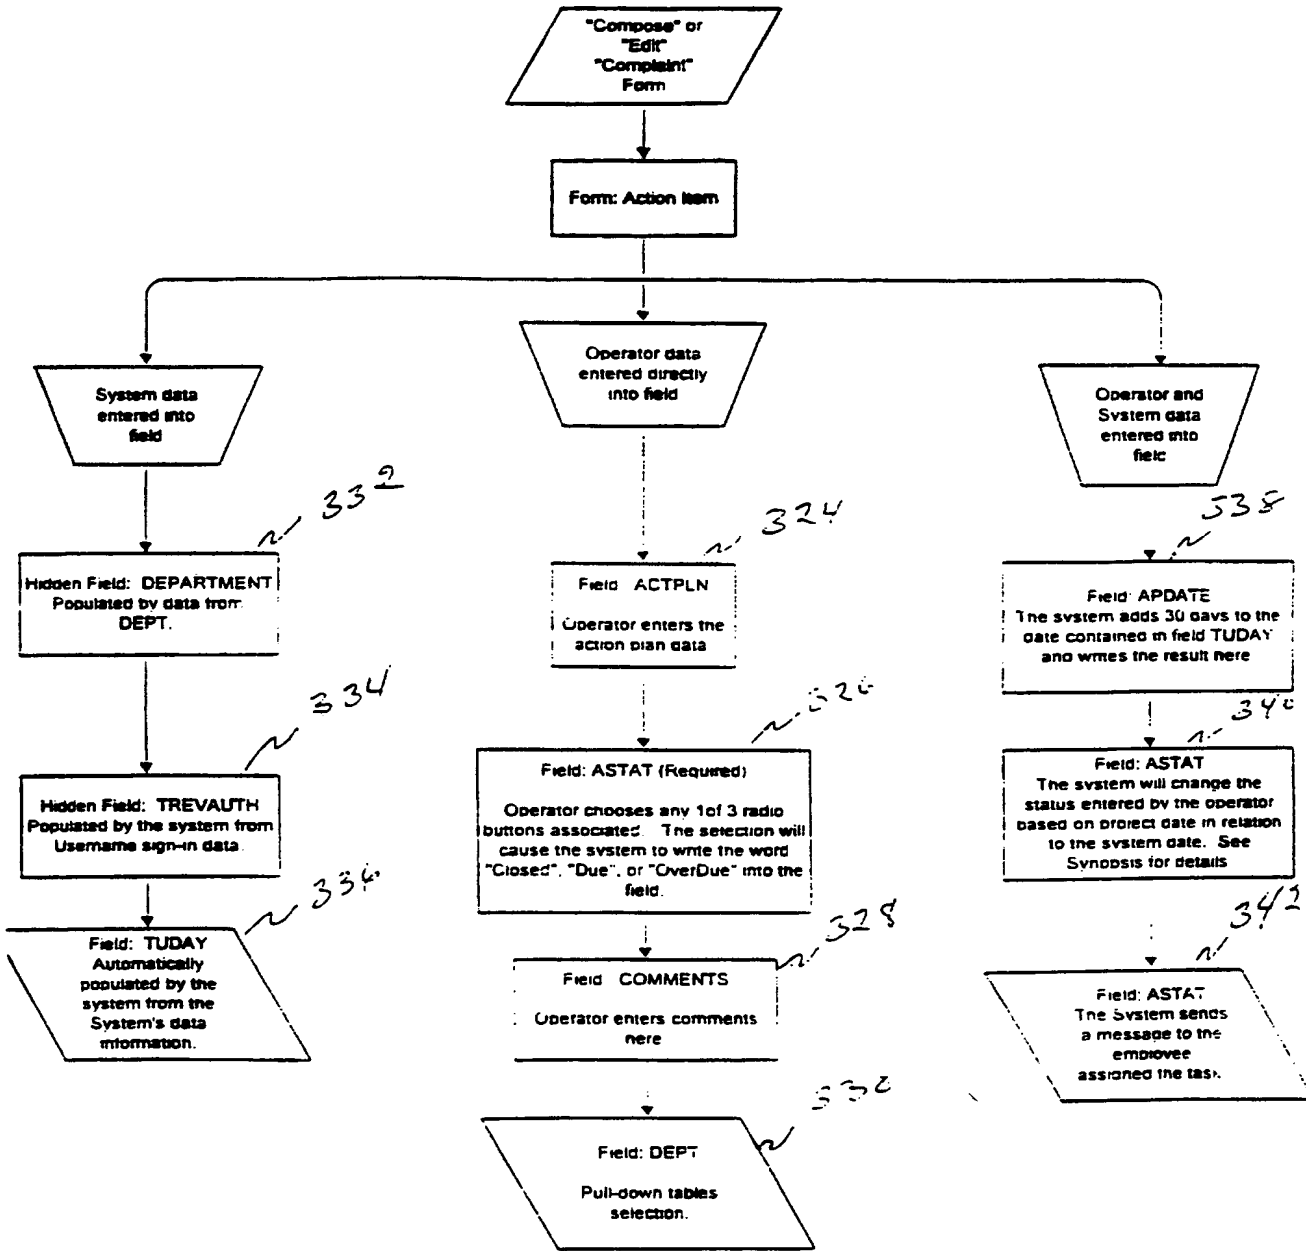 "Compose" or
"Edit"
"Complaint"
Form
Form: Action Item
System data
entered into
field
Operator data
entered directly
into field
Operator and
System data
entered into
field
332
Hidden Field: DEPARTMENT
Populated by data from
DEPT.
334
Hidden Field: TREVAUTH
Populated by the system from
Username sign-in data.
336
Field: TUDAY
Automatically
populated by the
system from the
System's data
information.
324
Field ACTPLN
Operator enters the
action plan data
326
Field: ASTAT (Required)
Operator chooses any 1of 3 radio
buttons associated. The selection will
cause the system to write the word
"Closed", "Due", or "OverDue" into the
field.
328
Field COMMENTS
Operator enters comments
here
330
Field: DEPT
Pull-down tables
selection.
338
Field: APDATE
The system adds 30 days to the
date contained in field TUDAY
and writes the result here
340
Field: ASTAT
The system will change the
status entered by the operator
based on project date in relation
to the system date. See
Synopsis for details
342
Field: ASTAT
The System sends
a message to the
employee
assigned the task.